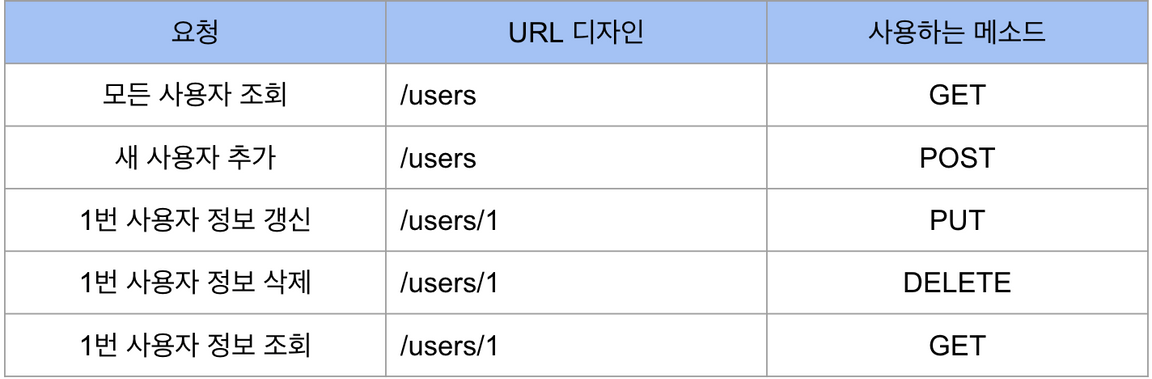 요청 URL 디자인 사용하는 메소드
모든 사용자 조회 /users GET
새 사용자 추가 /users POST
1번 사용자 정보 갱신 /users/1 PUT
1번 사용자 정보 삭제 /users/1 DELETE
1번 사용자 정보 조회 /users/1 GET